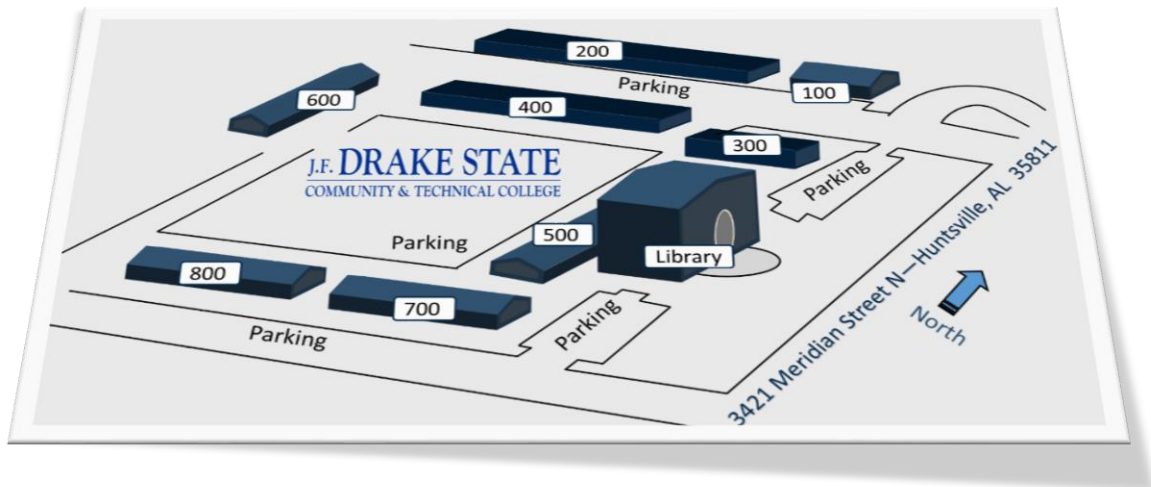 200
Parking
100
600
400
300
J.F. DRAKE STATE
COMMUNITY & TECHNICAL COLLEGE
Parking
Parking
500
Library
800
700
Parking
Parking
3421 Meridian Street N—Huntsville, AL 35811
North